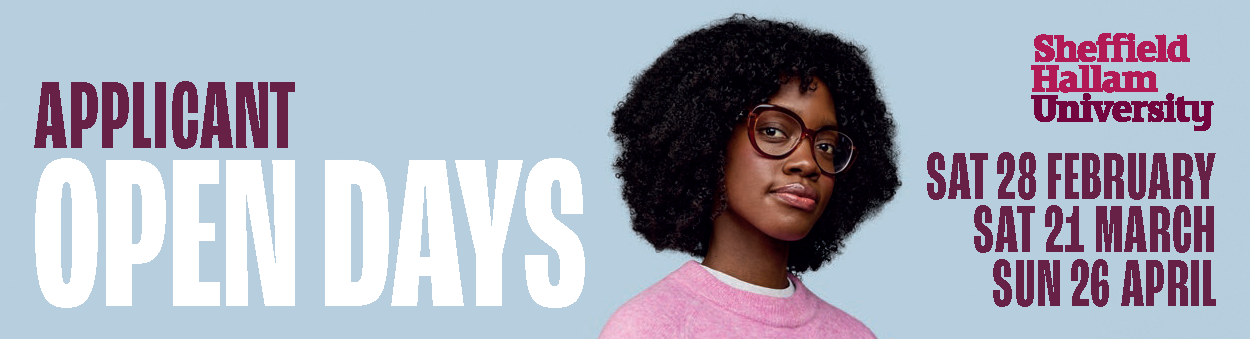 APPLICANT
OPEN DAYS
Sheffield
Hallam
University
SAT 28 FEBRUARY
SAT 21 MARCH
SUN 26 APRIL